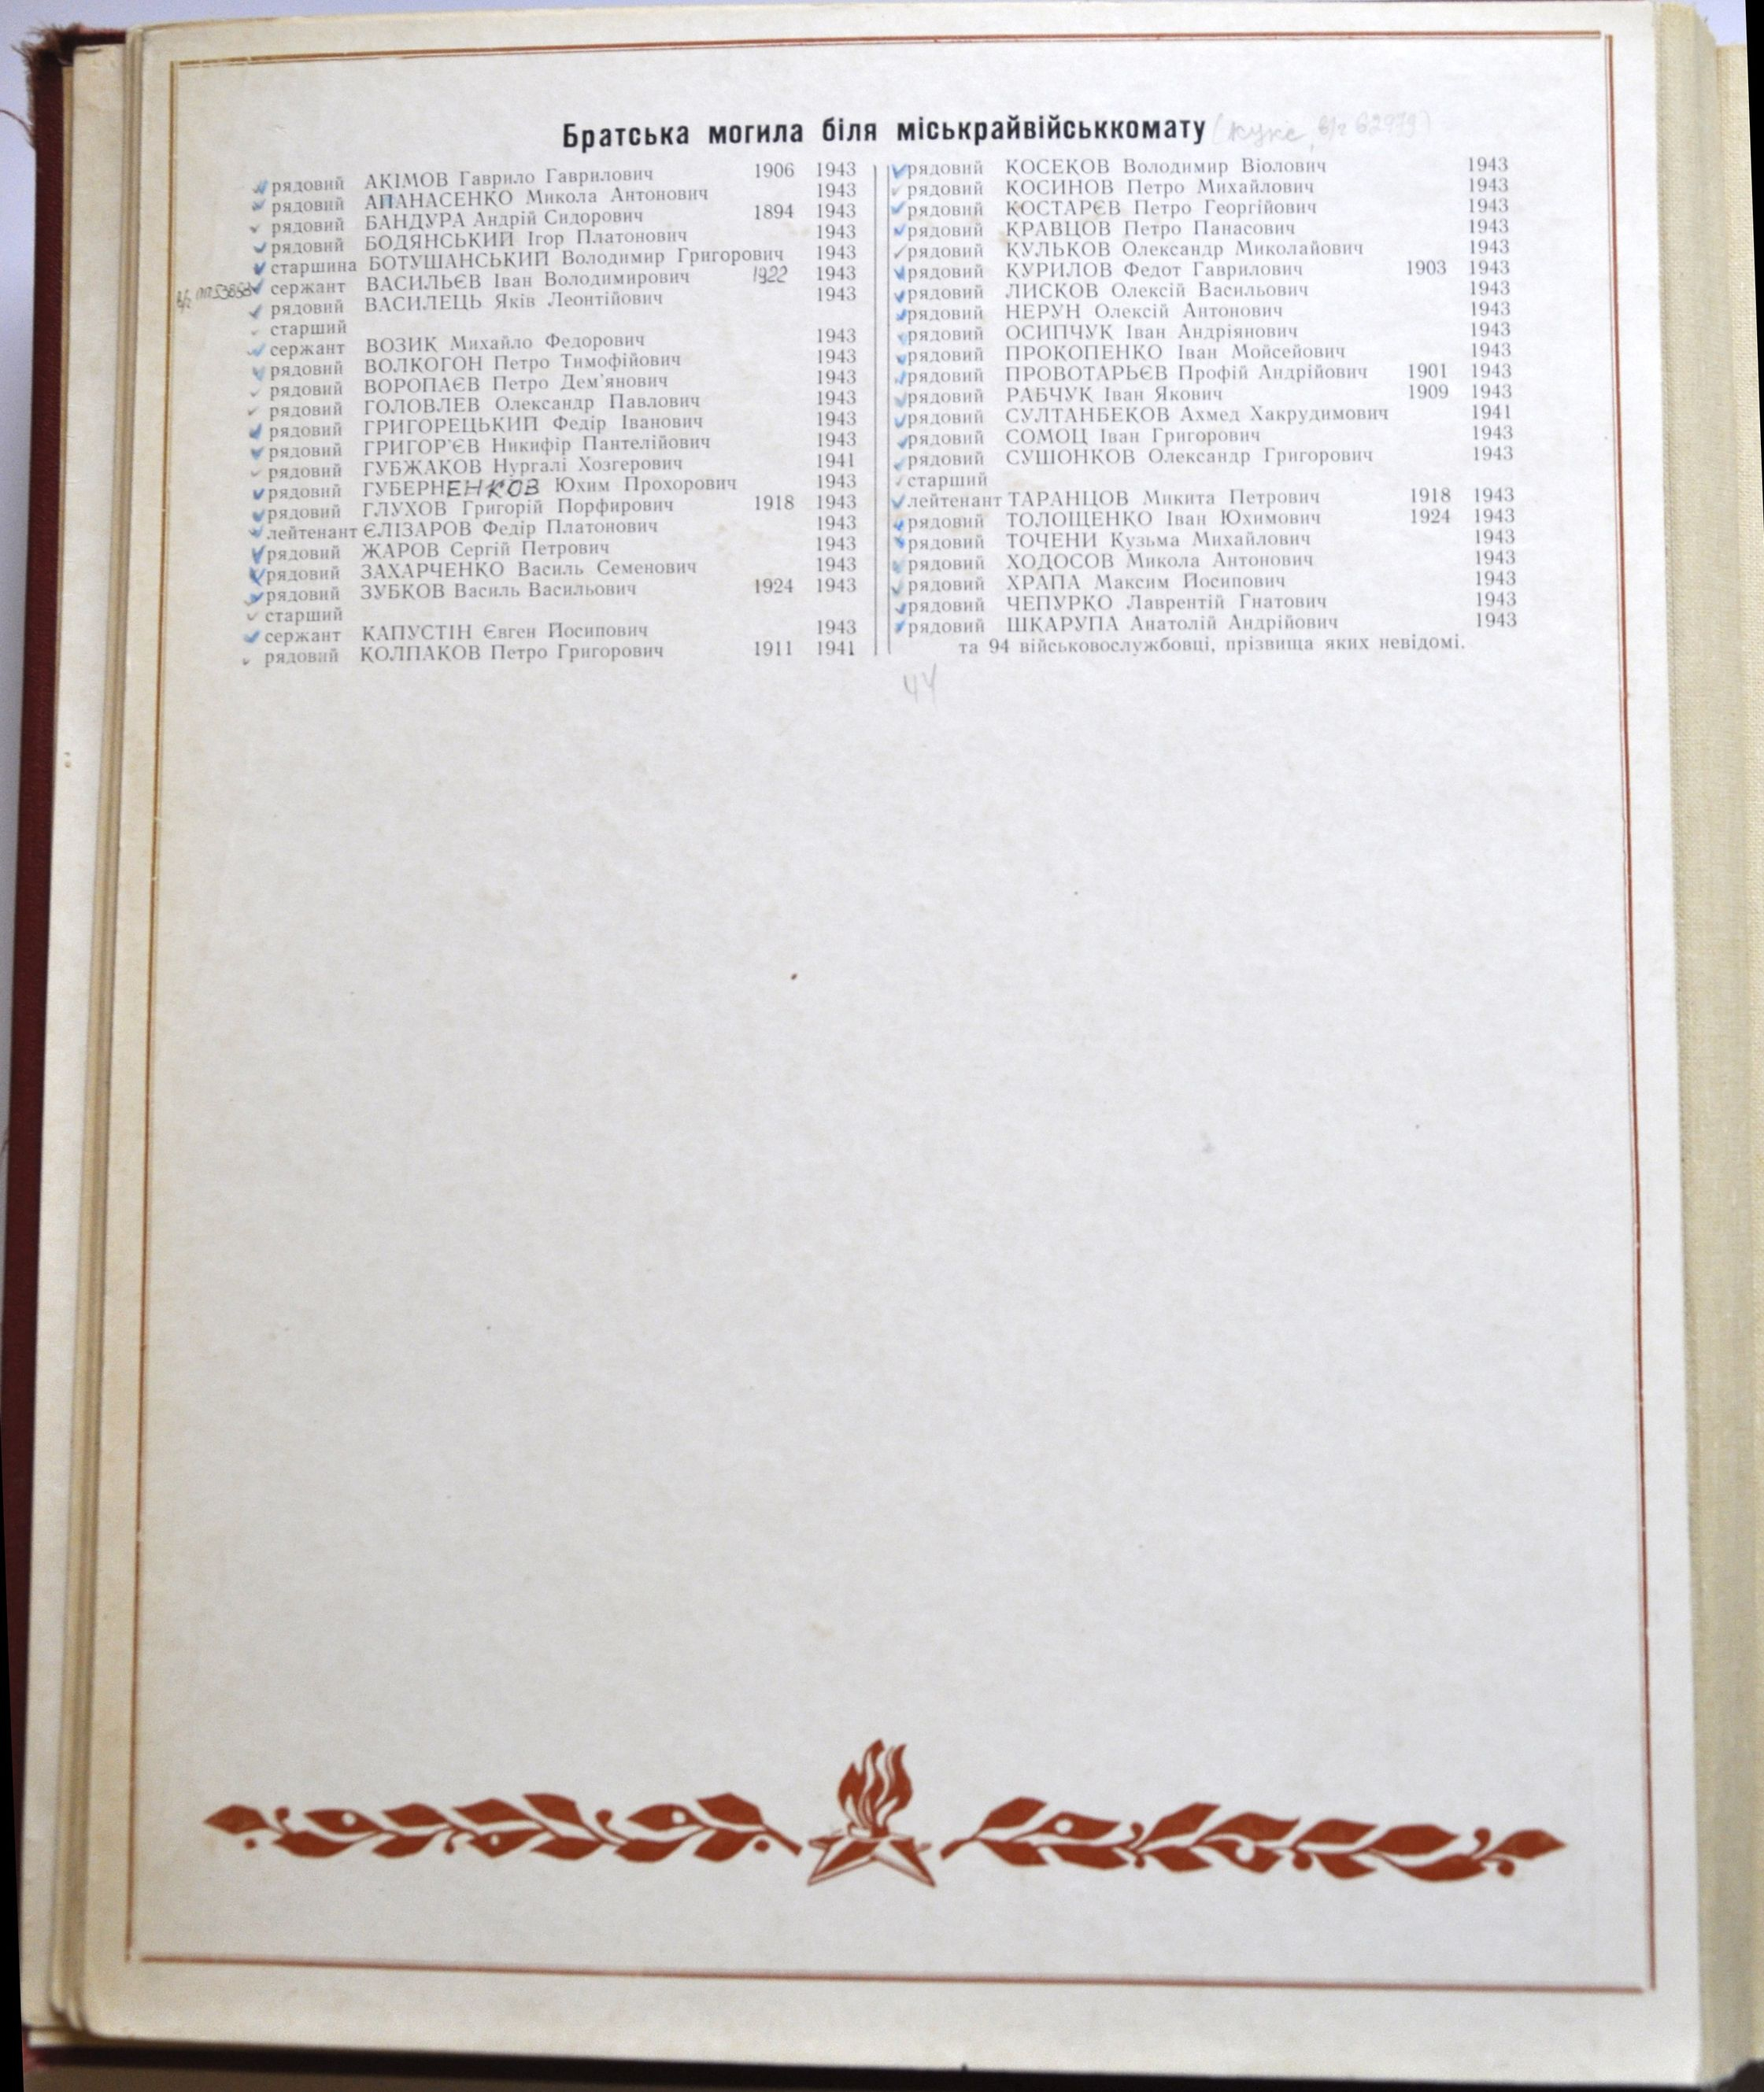 Братська могила біля міськрайвійськкомату
рядовий АКІМОВ Гаврило Гаврилович 1906 1943
рядовий АПАНАСЕНКО Микола Антонович 1943
рядовий БАНДУРА Андрій Сидорович 1894 1943
рядовий БОДЯНСЬКИЙ Ігор Платонович 1943
старшина БОТУШАНСЬКИЙ Володимир Григорович 1943
сержант ВАСИЛЬЄВ Іван Володимирович 1922 1943
рядовий ВАСИЛЕЦЬ Яків Леонтійович 1943
старший
сержант ВОЗИК Михайло Федорович 1943
рядовий ВОЛКОГОН Петро Тимофійович 1943
рядовий ВОРОПАЄВ Петро Дем'янович 1943
рядовий ГОЛОВЛЕВ Олександр Павлович 1943
рядовий ГРИГОРЕЦЬКИЙ Федір Іванович 1943
рядовий ГРИГОР'ЄВ Никифір Пантелійович 1943
рядовий ГУБЖАКОВ Нургалі Хозгерович 1941
рядовий ГУБЕРНЕНКОВ Юхим Прохорович 1943
рядовий ГЛУХОВ Григорій Порфирович 1918 1943
лейтенант ЄЛІЗАРОВ Федір Платонович 1943
рядовий ЖАРОВ Сергій Петрович 1943
рядовий ЗАХАРЧЕНКО Василь Семенович 1943
рядовий ЗУБКОВ Василь Васильович 1924 1943
старший
сержант КАПУСТІН Євген Йосипович 1943
рядовий КОЛПАКОВ Петро Григорович 1911 1941
рядовий КОСЕКОВ Володимир Віолович 1943
рядовий КОСИНОВ Петро Михайлович 1943
рядовий КОСТАРЄВ Петро Георгійович 1943
рядовий КРАВЦОВ Петро Панасович 1943
рядовий КУЛЬКОВ Олександр Миколайович 1943
рядовий КУРИЛОВ Федот Гаврилович 1903 1943
рядовий ЛИСКОВ Олексій Васильович 1943
рядовий НЕРУН Олексій Антонович 1943
рядовий ОСИПЧУК Іван Андріянович 1943
рядовий ПРОКОПЕНКО Іван Мойсейович 1943
рядовий ПРОВОТАРЬЄВ Профій Андрійович 1901 1943
рядовий РАБЧУК Іван Якович 1909 1943
рядовий СУЛТАНБЕКОВ Ахмед Хакрудимович 1941
рядовий СОМОЦ Іван Григорович 1943
рядовий СУШОНКОВ Олександр Григорович 1943
старший
лейтенант ТАРАНЦОВ Микита Петрович 1918 1943
рядовий ТОЛОЩЕНКО Іван Юхимович 1924 1943
рядовий ТОЧЕНИ Кузьма Михайлович 1943
рядовий ХОДОСОВ Микола Антонович 1943
рядовий ХРАПА Максим Йосипович 1943
рядовий ЧЕПУРКО Лаврентій Гнатович 1943
рядовий ШКАРУПА Анатолій Андрійович 1943
та 94 військовослужбовці, прізвища яких невідомі.
44